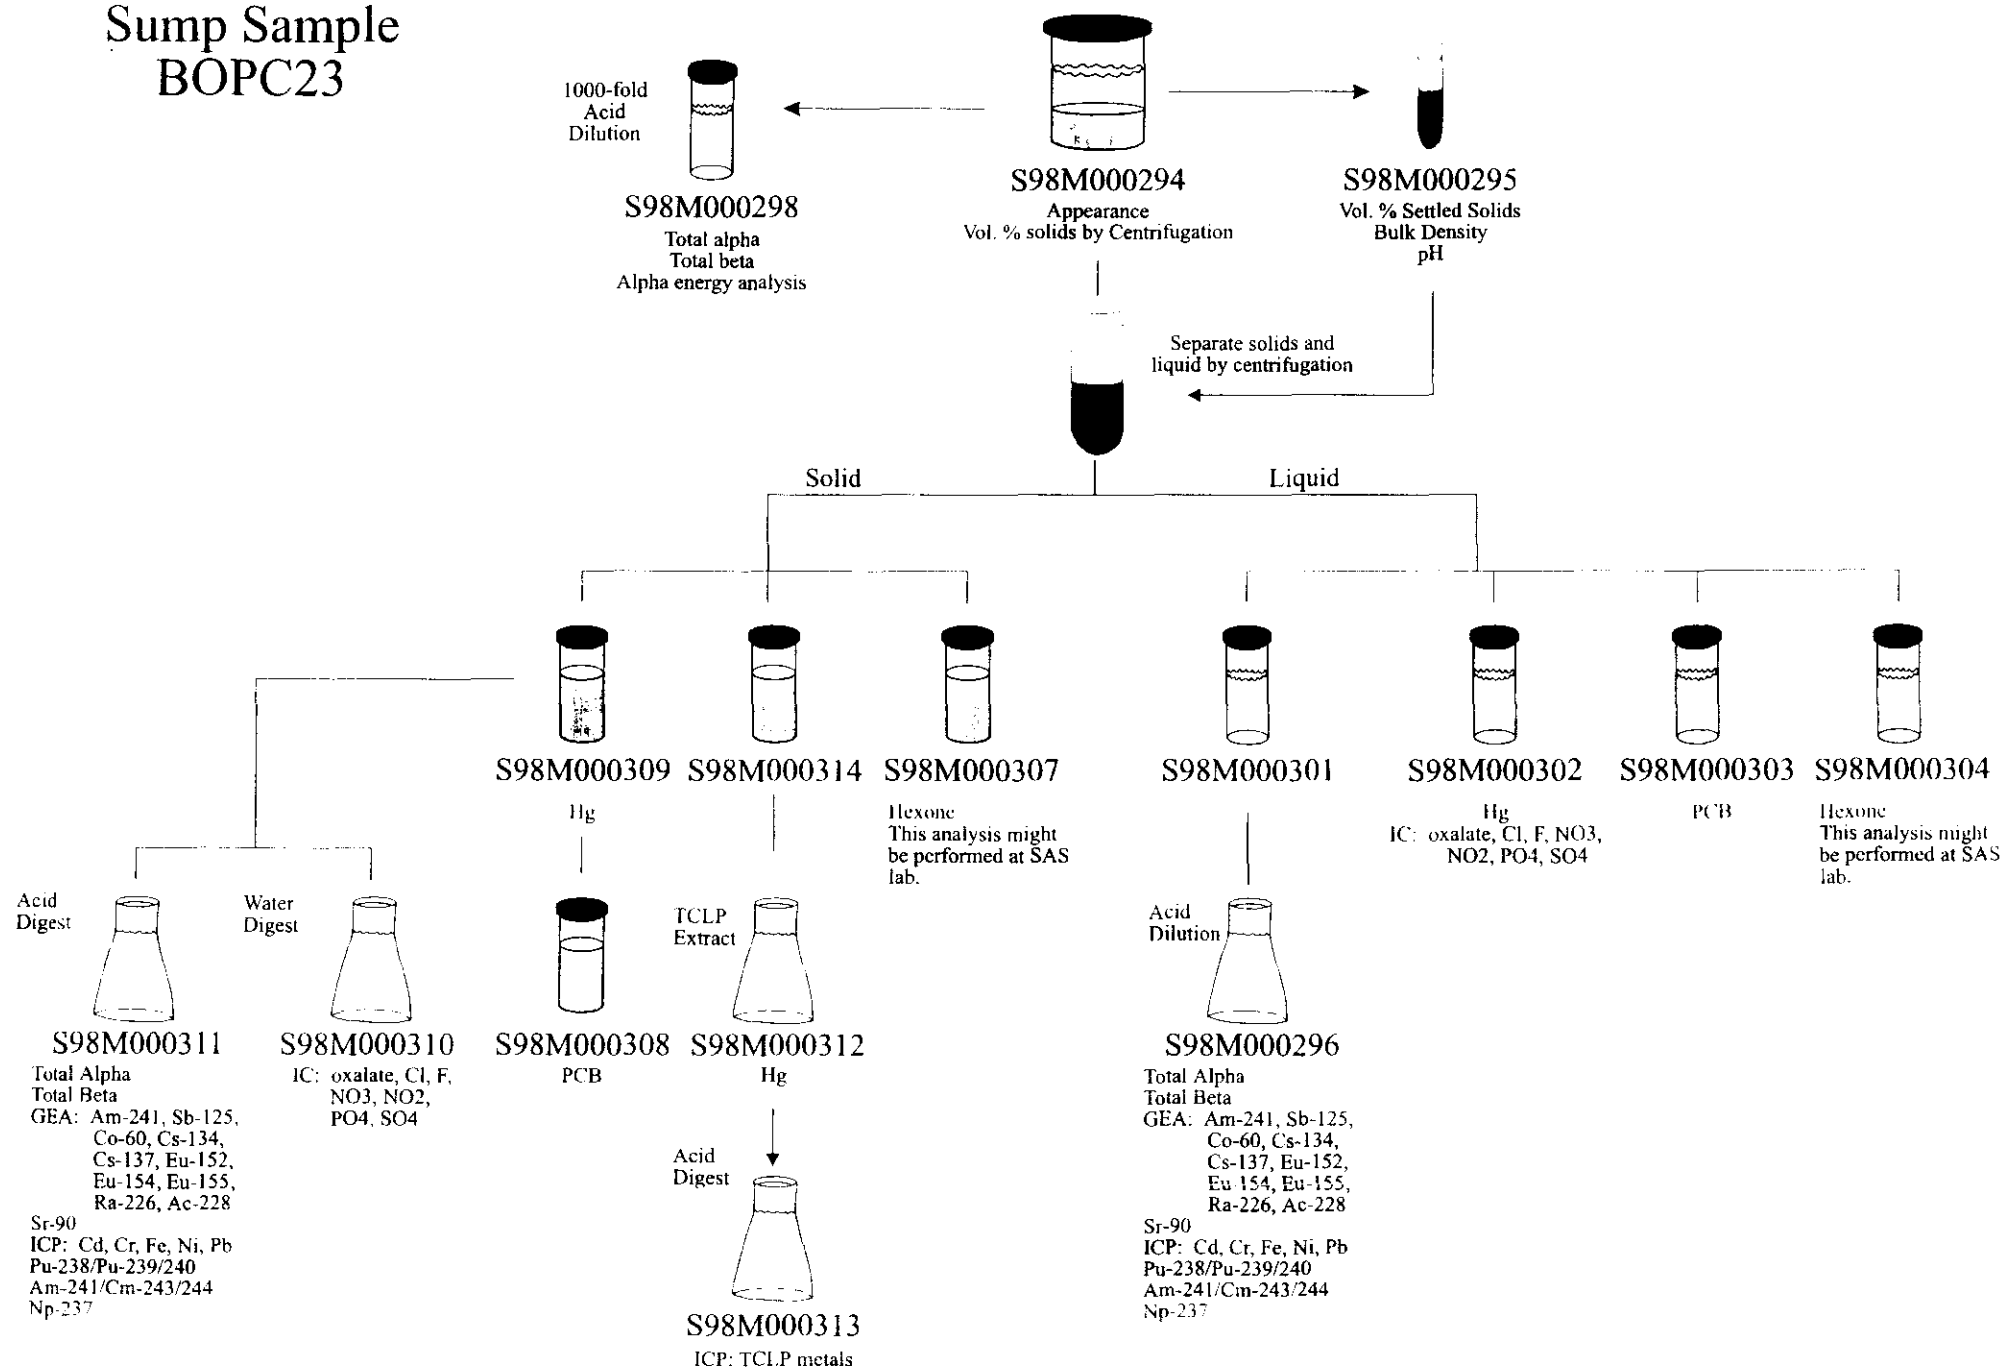 Sump Sample
BOPC23
1000-fold
Acid
Dilution
S98M000298
Total alpha
Total beta
Alpha energy analysis
S98M000294
Appearance
Vol. % solids by Centrifugation
S98M000295
Vol. % Settled Solids
Bulk Density
pH
Separate solids and
liquid by centrifugation
Solid
Liquid
S98M000309
Hg
S98M000314
S98M000307
Hexone
This analysis might
be performed at SAS
lab.
S98M000301
S98M000302
Hg
IC: oxalate, Cl, F, NO3,
NO2, PO4, SO4
S98M000303
PCB
S98M000304
Hexone
This analysis might
be performed at SAS
lab.
Acid
Digest
S98M000311
Total Alpha
Total Beta
GEA: Am-241, Sb-125,
Co-60, Cs-134,
Cs-137, Eu-152,
Eu-154, Eu-155,
Ra-226, Ac-228
Sr-90
ICP: Cd, Cr, Fe, Ni, Pb
Pu-238/Pu-239/240
Am-241/Cm-243/244
Np-237
Water
Digest
S98M000310
IC: oxalate, Cl, F,
NO3, NO2,
PO4, SO4
S98M000308
PCB
TCLP
Extract
S98M000312
Hg
Acid
Digest
S98M000313
ICP: TCLP metals
Acid
Dilution
S98M000296
Total Alpha
Total Beta
GEA: Am-241, Sb-125,
Co-60, Cs-134,
Cs-137, Eu-152,
Eu-154, Eu-155,
Ra-226, Ac-228
Sr-90
ICP: Cd, Cr, Fe, Ni, Pb
Pu-238/Pu-239/240
Am-241/Cm-243/244
Np-237